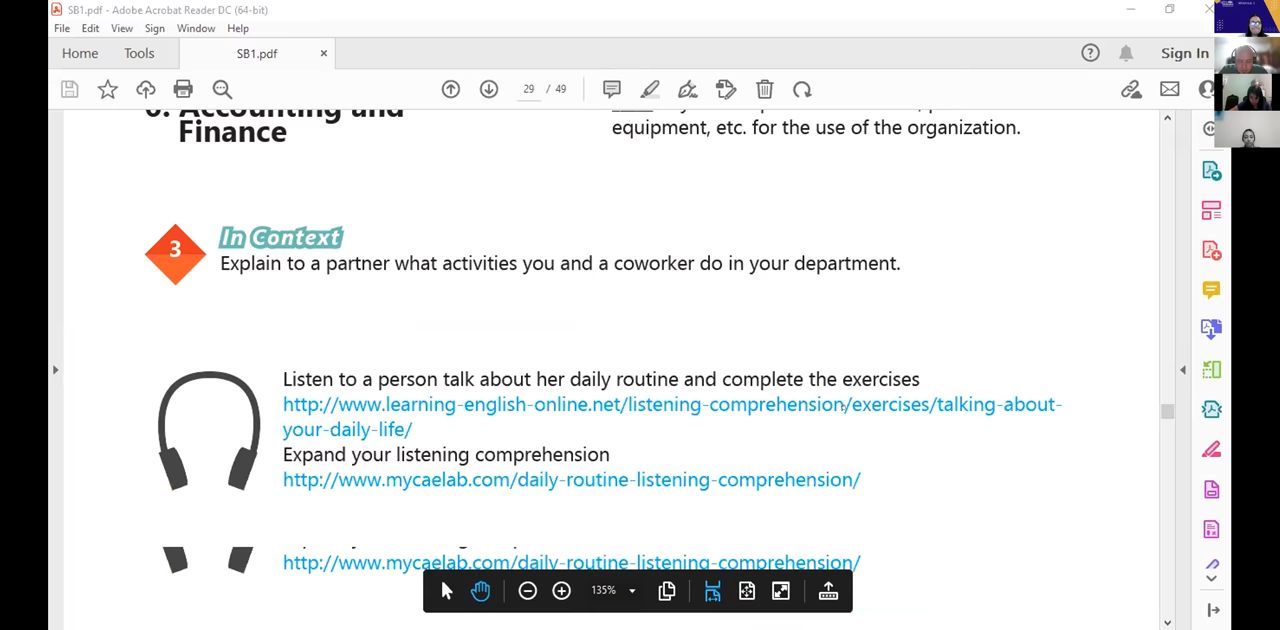 SB1.pdf - Adobe Acrobat Reader DC (64-bit)
File Edit View Sign Window Help
Home Tools SB1.pdf × Sign In
29 / 49
6. Accounting and
Finance
equipment, etc. for the use of the organization.
3
In Context
Explain to a partner what activities you and a coworker do in your department.
Listen to a person talk about her daily routine and complete the exercises
http://www.learning-english-online.net/listening-comprehension/exercises/talking-about-
your-daily-life/
Expand your listening comprehension
http://www.mycaelab.com/daily-routine-listening-comprehension/
http://www.mycaelab.com/daily-routine-listening-comprehension/
135%